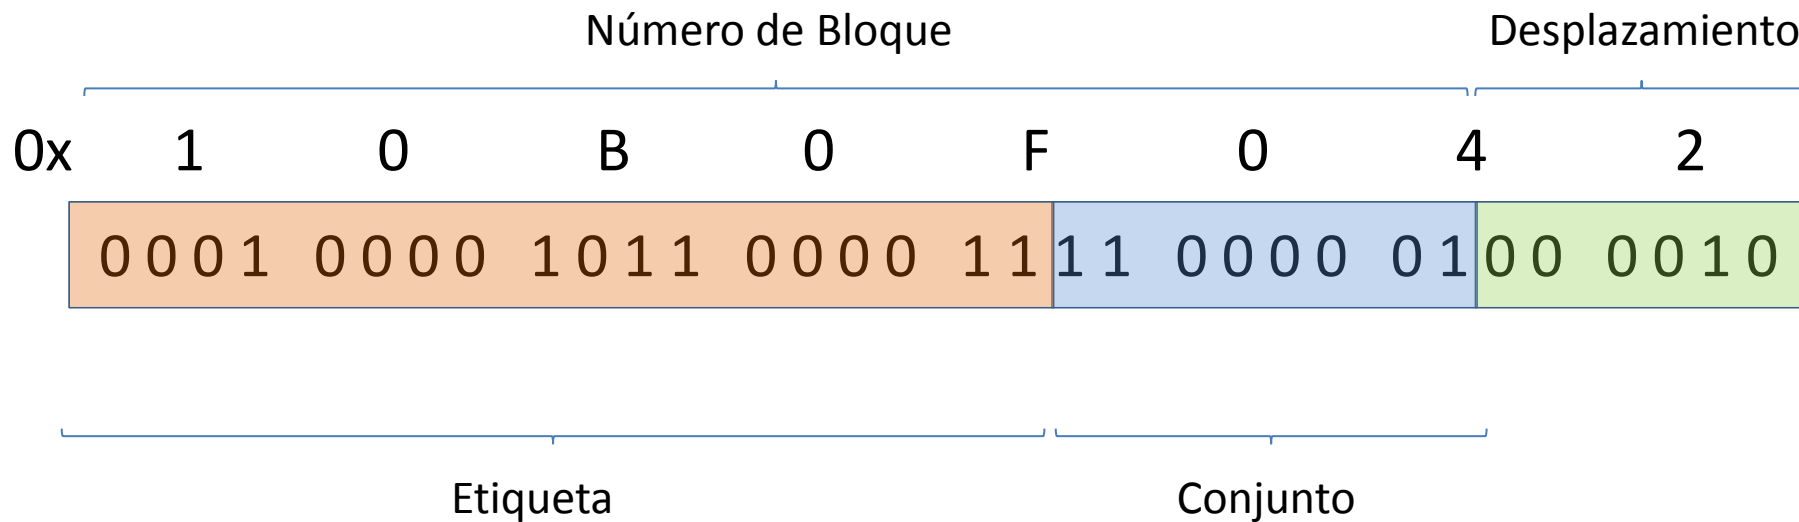 Número de Bloque Desplazamiento
0x 1 0 B 0 F 0 4 2
0 0 0 1 0 0 0 0 1 0 1 1 0 0 0 0 1 1 1 1 0 0 0 0 0 1 0 0 0 0 1 0
Etiqueta Conjunto